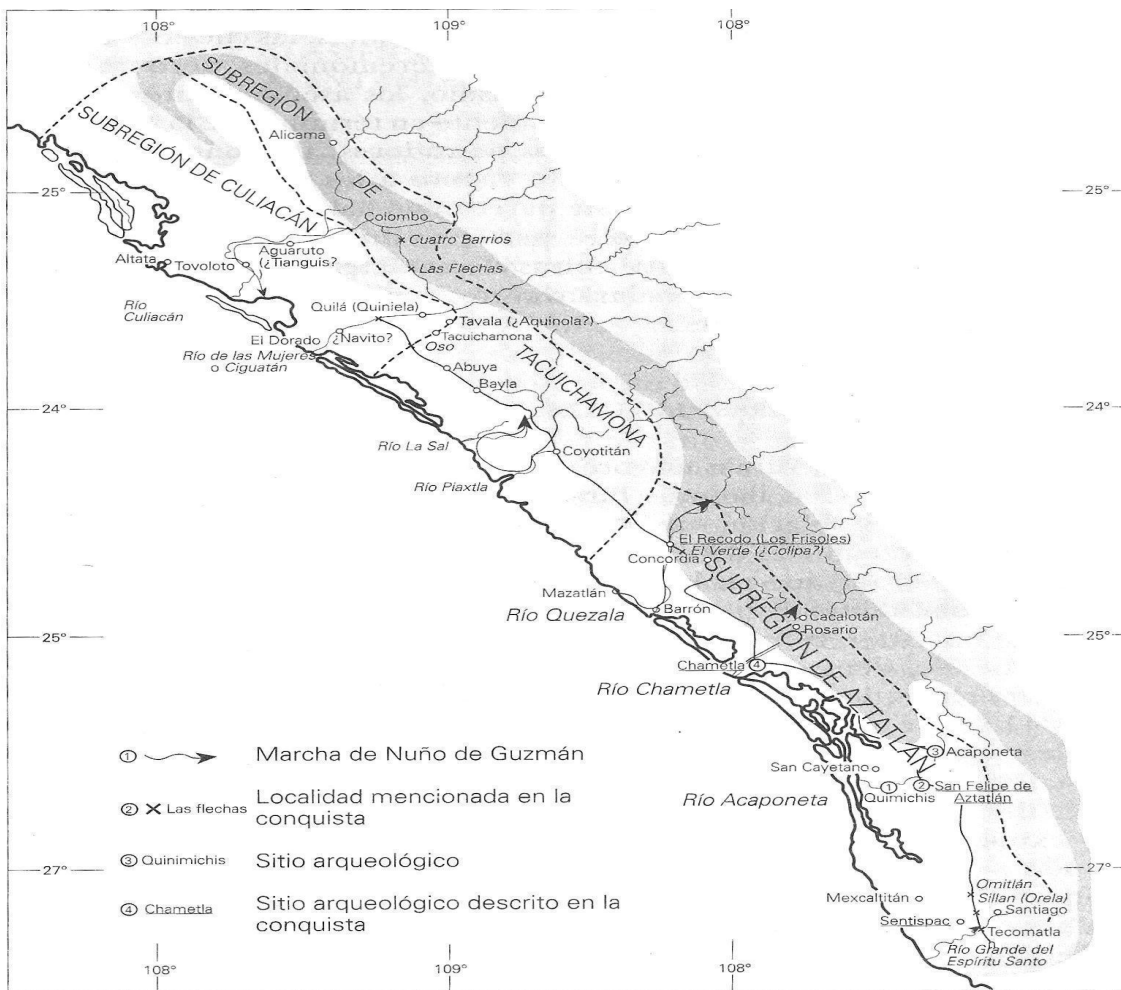 108°
109°
108°
SUBREGIÓN
DE
TACUICHAMONA
SUBREGIÓN DE CULIACÁN
Alicama
25°
25°
Colombo
Cuatro Barrios
Aguaruto
(¿Tianguis?
Las Flechas
Altata
Tovoloto
Río
Culiacán
Quilá (Quiniela)
Tavala (¿Aquinola?)
El Dorado
¿Navito?
Tacuichamona
Oso
Río de las Mujeres
Ciguatán
Abuya
Bayla
24°
24°
Río La Sal
Coyotitán
Río Piaxtla
El Recodo (Los Frisoles)
El Verde (¿Colipa?)
Concordia
SUBREGIÓN DE AZTATLÁN
Mazatlán
Río Quezala
Barrón
Cacalotán
Rosario
25°
25°
Chametla
4
Río Chametla
1
Marcha de Nuño de Guzmán
3
Acaponeta
San Cayetano
2
San Felipe de
Aztatlán
1
Quimichis
Río Acaponeta
2
Las flechas
Localidad mencionada en la
conquista
3
Quinimichis
Sitio arqueológico
27°
27°
4
Chametla
Sitio arqueológico descrito en la
conquista
Omitlán
Sillan (Orela)
Mexcaltitán
Santiago
Sentispac
Tecomatla
Río Grande del
Espíritu Santo
108°
109°
108°